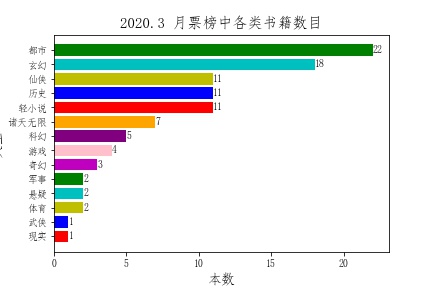 2020.3 月票榜中各类书籍数目
都市 22
玄幻 18
仙侠 11
历史 11
轻小说 11
诸天无限 7
科幻 5
游戏 4
奇幻 3
军事 2
悬疑 2
体育 2
武侠 1
现实 1
0 5 10 15 20
本数